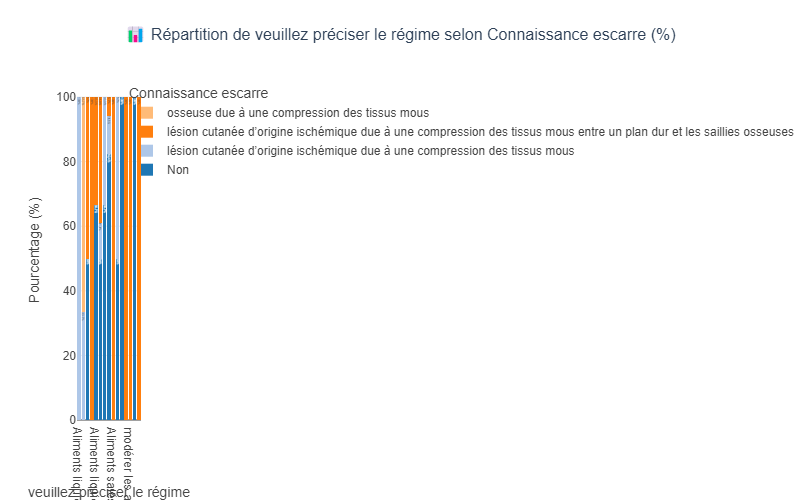 Répartition de veuillez préciser le régime selon Connaissance escarre (%)
Connaissance escarre
osseuse due à une compression des tissus mous
lésion cutanée d'origine ischémique due à une compression des tissus mous entre un plan dur et les saillies osseuses
lésion cutanée d'origine ischémique due à une compression des tissus mous
Non
Pourcentage (%)
100
80
60
40
20
0
Aliments
Aliments
Aliments
modérer les
veuillez préciser le régime